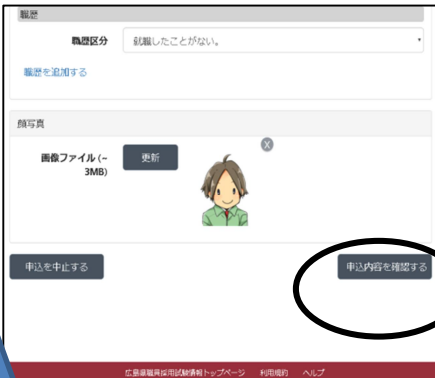 職歴
職歴区分
就職したことがない。
職歴を追加する
顔写真
画像ファイル (~
3MB)
更新
X
申込を中止する
申込内容を確認する
広島県職員採用試験情報トップページ 利用規約 ヘルプ